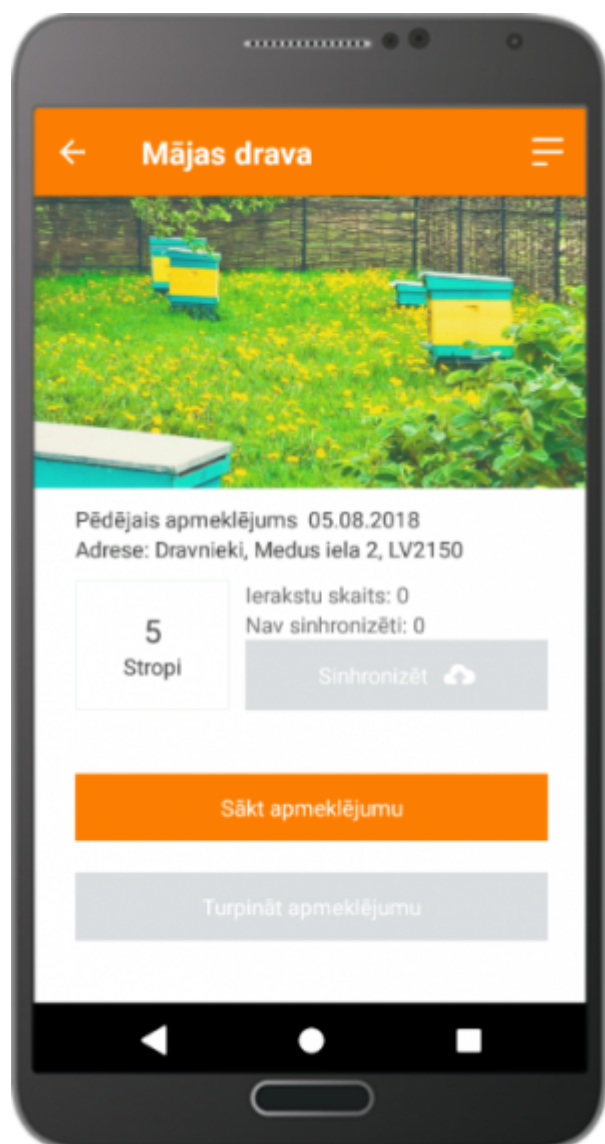 Mājas drava
Pēdējais apmeklējums 05.08.2018
Adrese: Dravnieki, Medus iela 2, LV2150
5
Stropi
Ierakstu skaits: 0
Nav sinhronizēti: 0
Sinhronizēt
Sākt apmeklējumu
Turpināt apmeklējumu